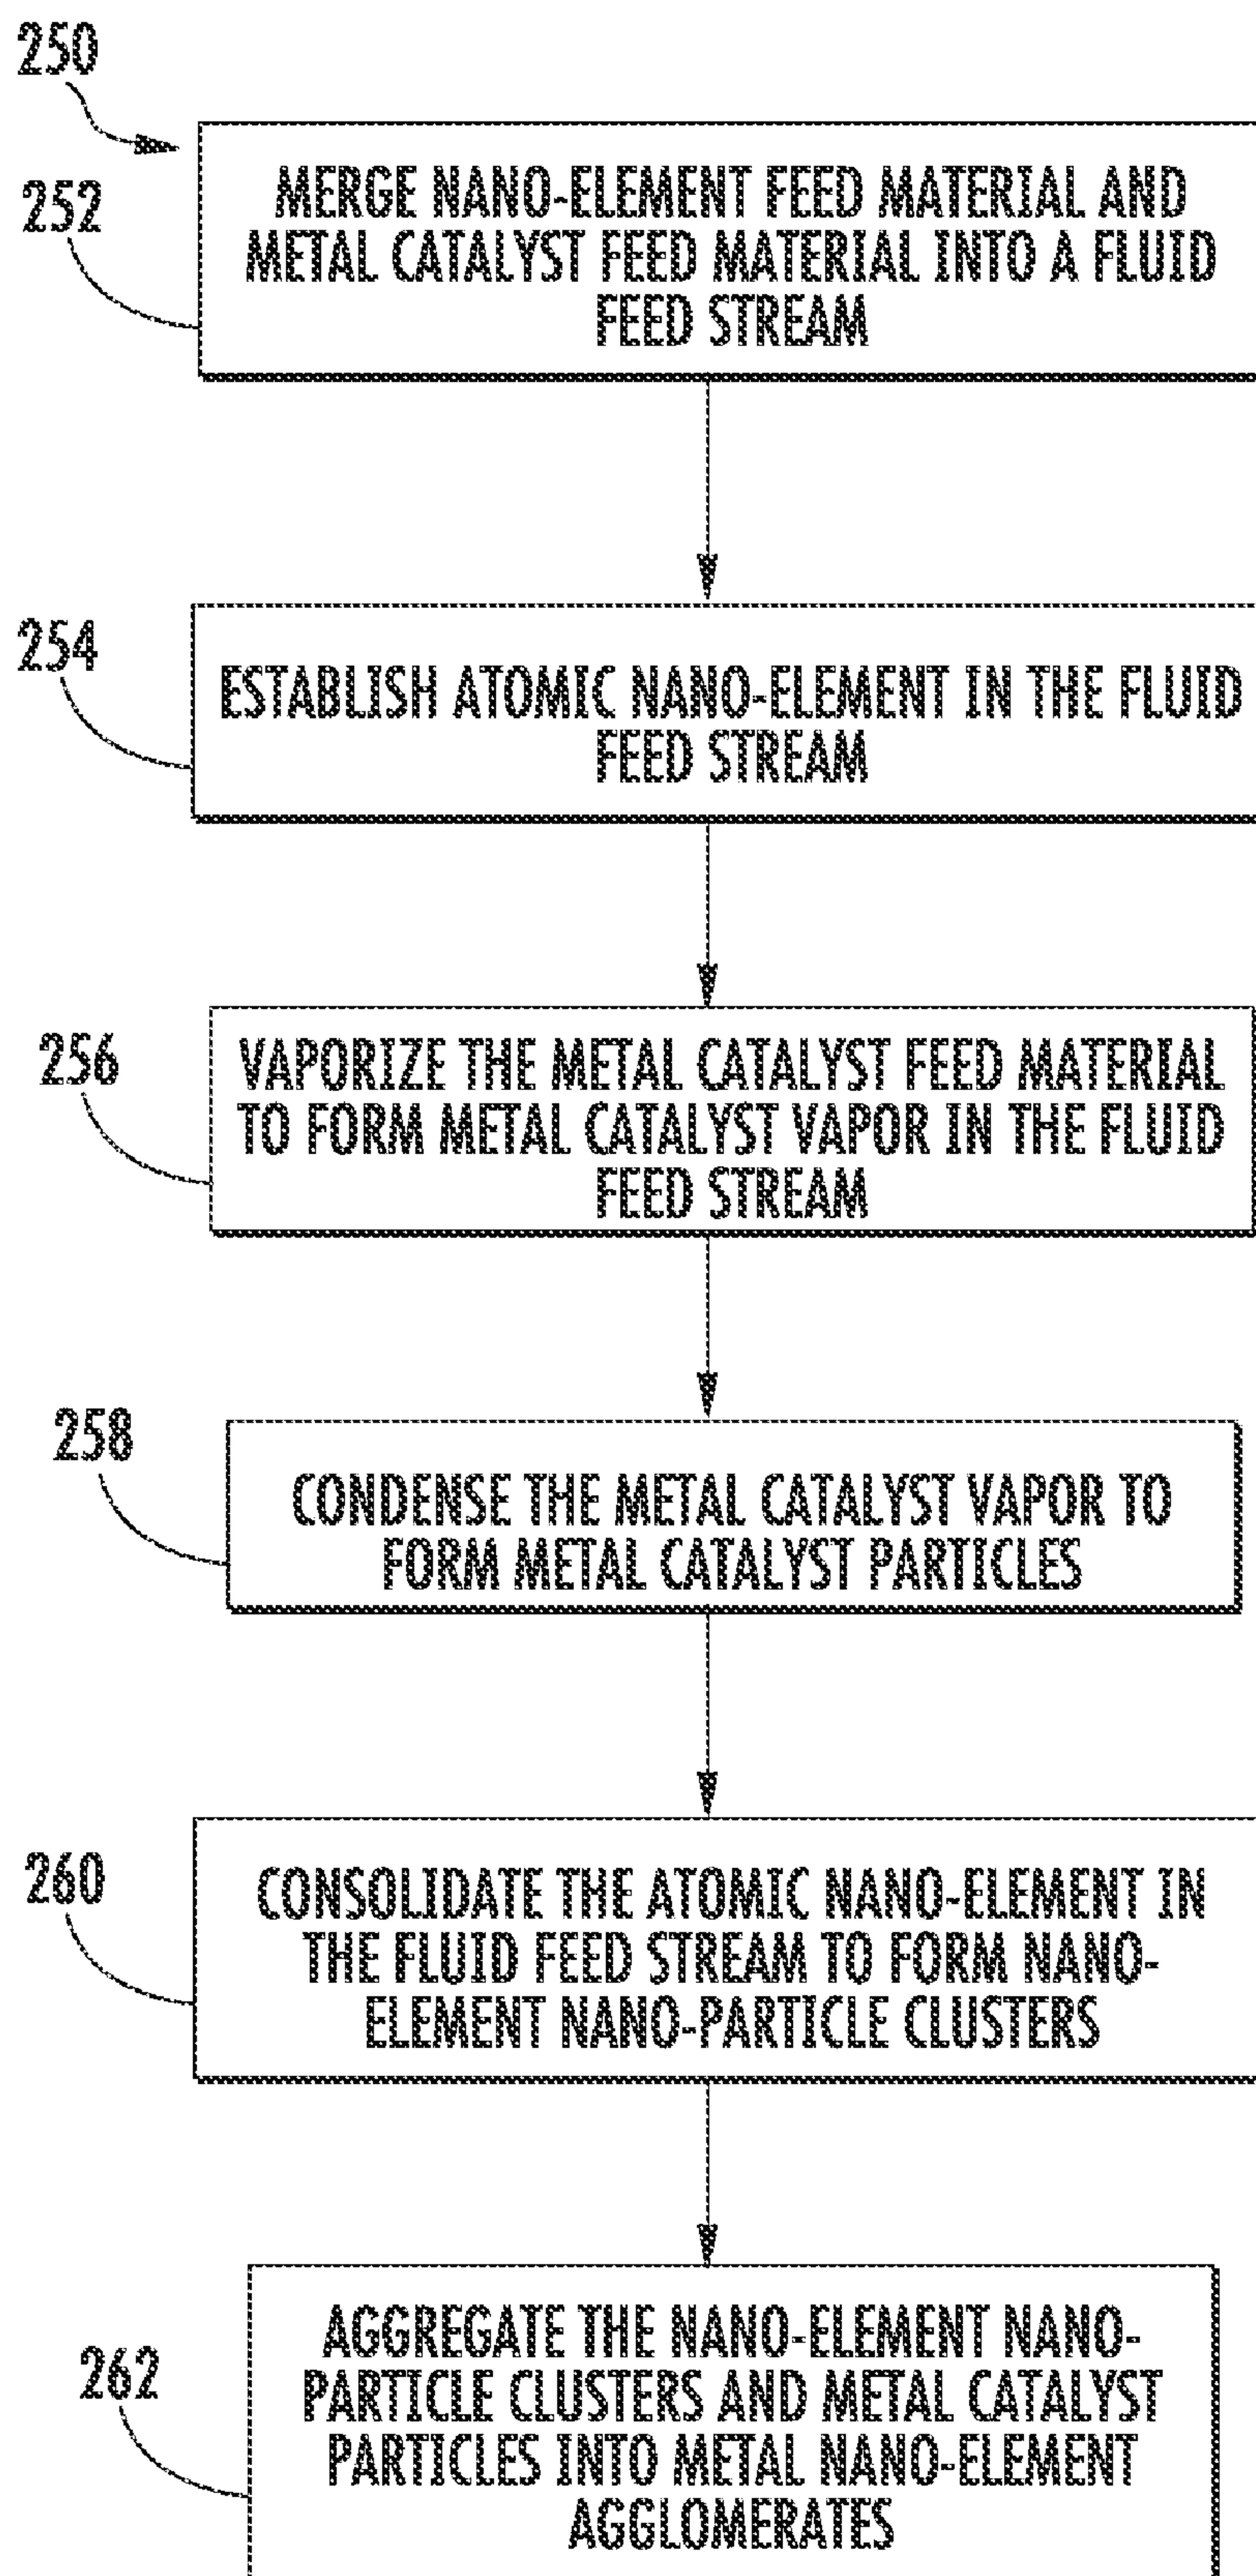 250
252
MERGE NANO-ELEMENT FEED MATERIAL AND
METAL CATALYST FEED MATERIAL INTO A FLUID
FEED STREAM
254
ESTABLISH ATOMIC NANO-ELEMENT IN THE FLUID
FEED STREAM
256
VAPORIZE THE METAL CATALYST FEED MATERIAL
TO FORM METAL CATALYST VAPOR IN THE FLUID
FEED STREAM
258
CONDENSE THE METAL CATALYST VAPOR TO
FORM METAL CATALYST PARTICLES
260
CONSOLIDATE THE ATOMIC NANO-ELEMENT IN
THE FLUID FEED STREAM TO FORM NANO-
ELEMENT NANO-PARTICLE CLUSTERS
262
AGGREGATE THE NANO-ELEMENT NANO-
PARTICLE CLUSTERS AND METAL CATALYST
PARTICLES INTO METAL NANO-ELEMENT
AGGLOMERATES